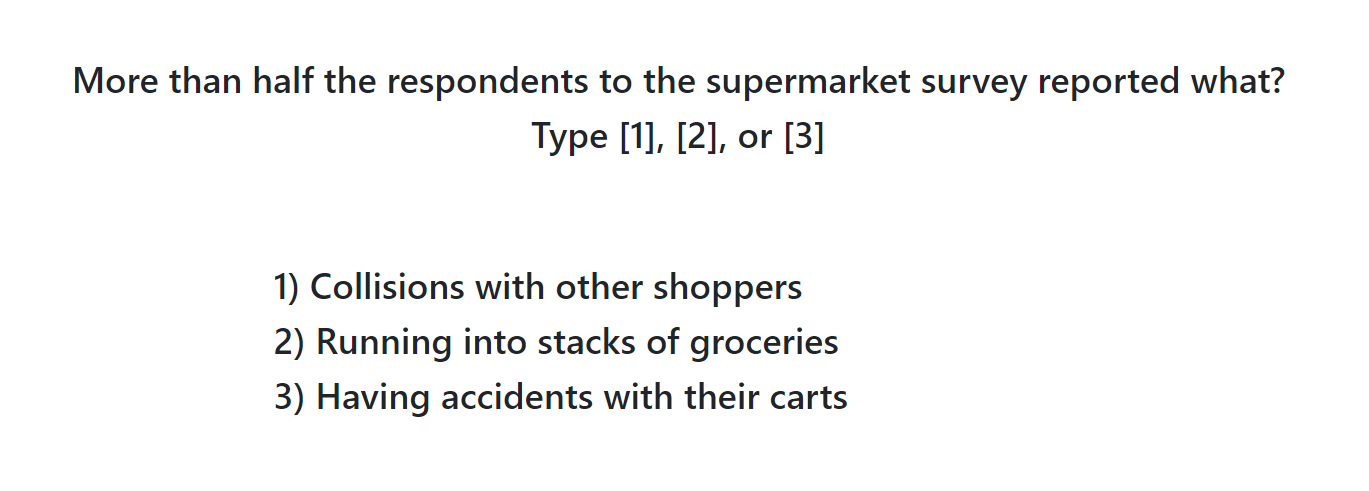 More than half the respondents to the supermarket survey reported what?
Type [1], [2], or [3]
1) Collisions with other shoppers
2) Running into stacks of groceries
3) Having accidents with their carts